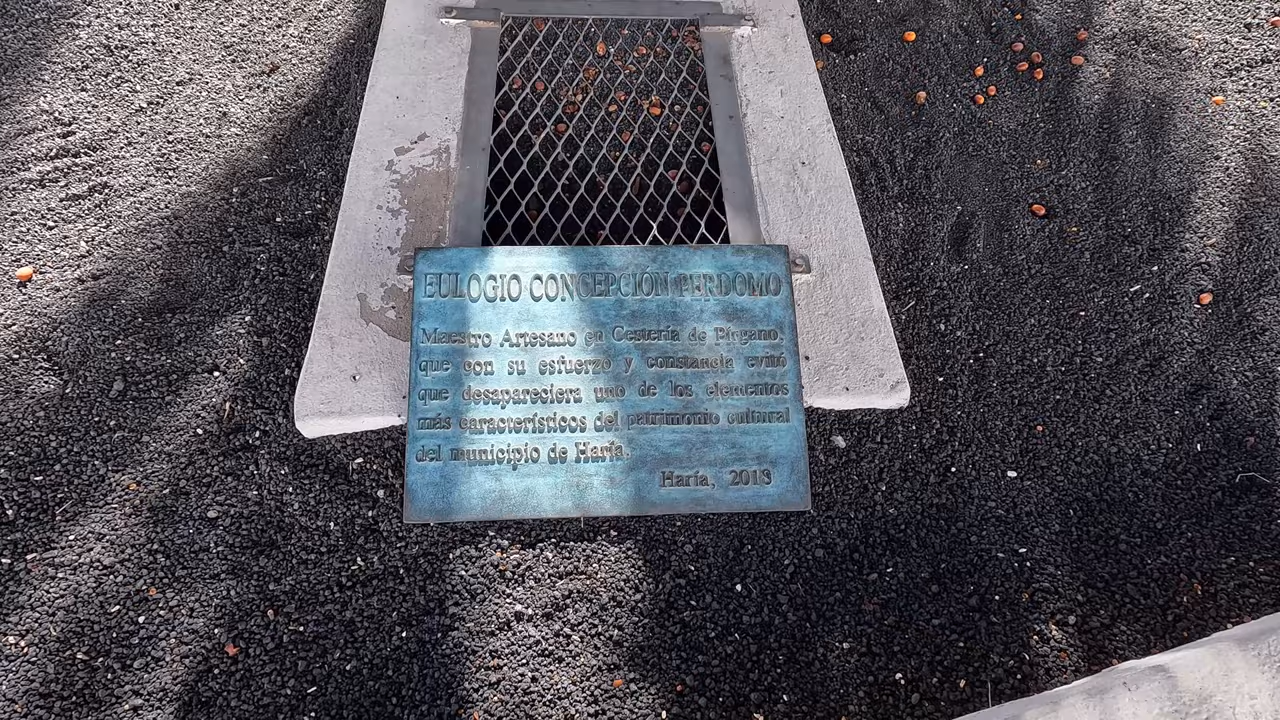 EULOGIO CONCEPCIÓN PERDOMO
Maestro Artesano en Cestería de Pírgano,
que con su esfuerzo y constancia evitó
que desapareciera uno de los elementos
más característicos del patrimonio cultural
del municipio de Haría.
Haría, 2018